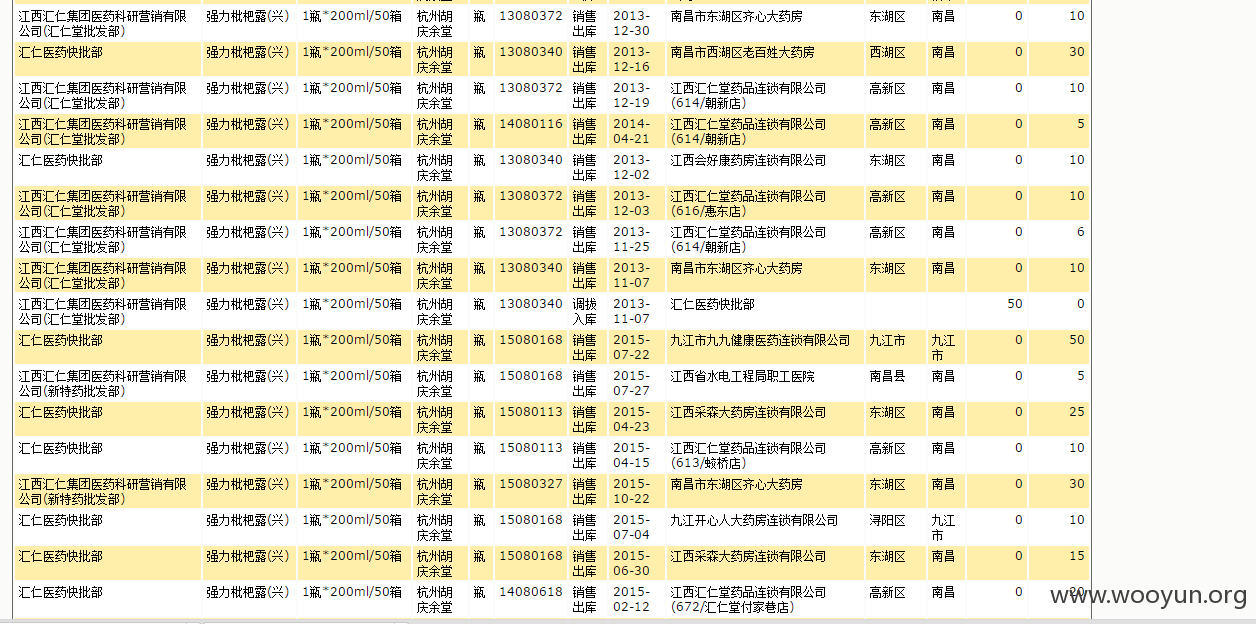 江西汇仁集团医药科研营销有限 强力枇杷露(兴) 1瓶*200ml/50箱 杭州胡 瓶 13080372 销售 2013- 南昌市东湖区齐心大药房 东湖区 南昌 0 10
公司(汇仁堂批发部) 庆余堂 出库 12-30
汇仁医药快批部 强力枇杷露(兴) 1瓶*200ml/50箱 杭州胡 瓶 13080340 销售 2013- 南昌市西湖区老百姓大药房 西湖区 南昌 0 30
庆余堂 出库 12-16
江西汇仁集团医药科研营销有限 强力枇杷露(兴) 1瓶*200ml/50箱 杭州胡 瓶 13080372 销售 2013- 江西汇仁堂药品连锁有限公司 高新区 南昌 0 10
公司(汇仁堂批发部) 庆余堂 出库 12-19 (614/朝新店)
江西汇仁集团医药科研营销有限 强力枇杷露(兴) 1瓶*200ml/50箱 杭州胡 瓶 14080116 销售 2014- 江西汇仁堂药品连锁有限公司 高新区 南昌 0 5
公司(汇仁堂批发部) 庆余堂 出库 04-21 (614/朝新店)
汇仁医药快批部 强力枇杷露(兴) 1瓶*200ml/50箱 杭州胡 瓶 13080340 销售 2013- 江西会好康药房连锁有限公司 东湖区 南昌 0 10
庆余堂 出库 12-02
江西汇仁集团医药科研营销有限 强力枇杷露(兴) 1瓶*200ml/50箱 杭州胡 瓶 13080372 销售 2013- 江西汇仁堂药品连锁有限公司 高新区 南昌 0 10
公司(汇仁堂批发部) 庆余堂 出库 12-03 (616/惠东店)
江西汇仁集团医药科研营销有限 强力枇杷露(兴) 1瓶*200ml/50箱 杭州胡 瓶 13080372 销售 2013- 江西汇仁堂药品连锁有限公司 高新区 南昌 0 6
公司(汇仁堂批发部) 庆余堂 出库 11-25 (614/朝新店)
江西汇仁集团医药科研营销有限 强力枇杷露(兴) 1瓶*200ml/50箱 杭州胡 瓶 13080340 销售 2013- 南昌市东湖区齐心大药房 东湖区 南昌 0 10
公司(汇仁堂批发部) 庆余堂 出库 11-07
江西汇仁集团医药科研营销有限 强力枇杷露(兴) 1瓶*200ml/50箱 杭州胡 瓶 13080340 调拔 2013- 汇仁医药快批部 50 0
公司(汇仁堂批发部) 庆余堂 入库 11-07
汇仁医药快批部 强力枇杷露(兴) 1瓶*200ml/50箱 杭州胡 瓶 15080168 销售 2015- 九江市九九健康医药连锁有限公司 九江市 九江 0 50
庆余堂 出库 07-22 市
江西汇仁集团医药科研营销有限 强力枇杷露(兴) 1瓶*200ml/50箱 杭州胡 瓶 15080168 销售 2015- 江西省水电工程局职工医院 南昌县 南昌 0 5
公司(新特药批发部) 庆余堂 出库 07-27
汇仁医药快批部 强力枇杷露(兴) 1瓶*200ml/50箱 杭州胡 瓶 15080113 销售 2015- 江西采森大药房连锁有限公司 东湖区 南昌 0 25
庆余堂 出库 04-23
汇仁医药快批部 强力枇杷露(兴) 1瓶*200ml/50箱 杭州胡 瓶 15080113 销售 2015- 江西汇仁堂药品连锁有限公司 高新区 南昌 0 10
庆余堂 出库 04-15 (613/蛟桥店)
江西汇仁集团医药科研营销有限 强力枇杷露(兴) 1瓶*200ml/50箱 杭州胡 瓶 15080327 销售 2015- 南昌市东湖区齐心大药房 东湖区 南昌 0 30
公司(新特药批发部) 庆余堂 出库 10-22
汇仁医药快批部 强力枇杷露(兴) 1瓶*200ml/50箱 杭州胡 瓶 15080168 销售 2015- 九江开心人大药房连锁有限公司 浔阳区 九江 0 10
庆余堂 出库 07-04 市
汇仁医药快批部 强力枇杷露(兴) 1瓶*200ml/50箱 杭州胡 瓶 15080168 销售 2015- 江西采森大药房连锁有限公司 东湖区 南昌 0 15
庆余堂 出库 06-30
汇仁医药快批部 强力枇杷露(兴) 1瓶*200ml/50箱 杭州胡 瓶 14080618 销售 2015- 江西汇仁堂药品连锁有限公司 高新区 南昌 0 20
庆余堂 出库 02-12 (672/汇仁堂付家巷店)
www.wooyun.org